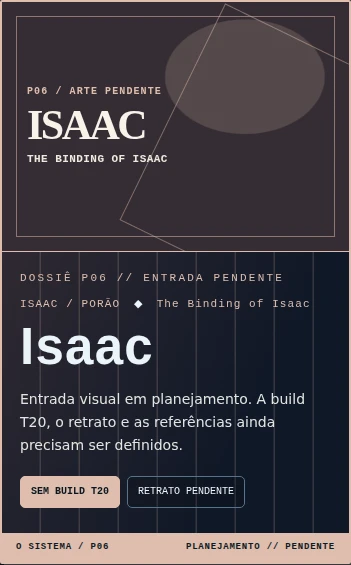 P06 / ARTE PENDENTE
ISAAC
THE BINDING OF ISAAC
DOSSIÊ P06 // ENTRADA PENDENTE
ISAAC / PORÃO ◆ The Binding of Isaac
Isaac
Entrada visual em planejamento. A build
T20, o retrato e as referências ainda
precisam ser definidos.
SEM BUILD T20 RETRATO PENDENTE
O SISTEMA / P06 PLANEJAMENTO // PENDENTE